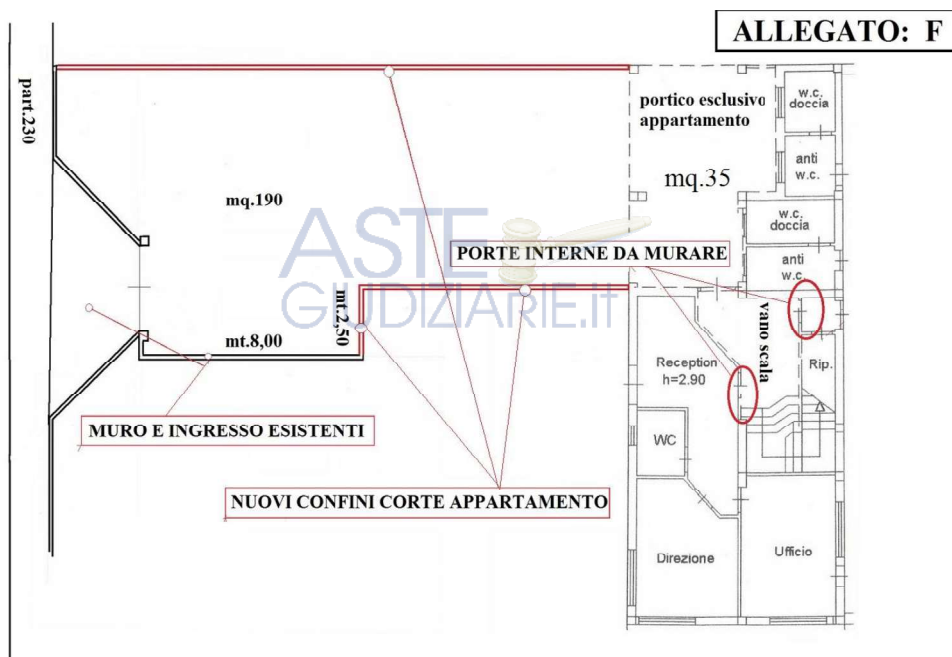 ALLEGATO: F
part.230
portico esclusivo
appartamento
w.c.
doccia
anti
w.c.
mq.35
mq.190
w.c.
doccia
ASTE
GIUDIZIARIE.it
PORTE INTERNE DA MURARE
anti
w.c.
mt.2,50
mt.8,00
vano scala
Reception
h=2.90
Rip.
MURO E INGRESSO ESISTENTI
WC
NUOVI CONFINI CORTE APPARTAMENTO
Direzione
Ufficio